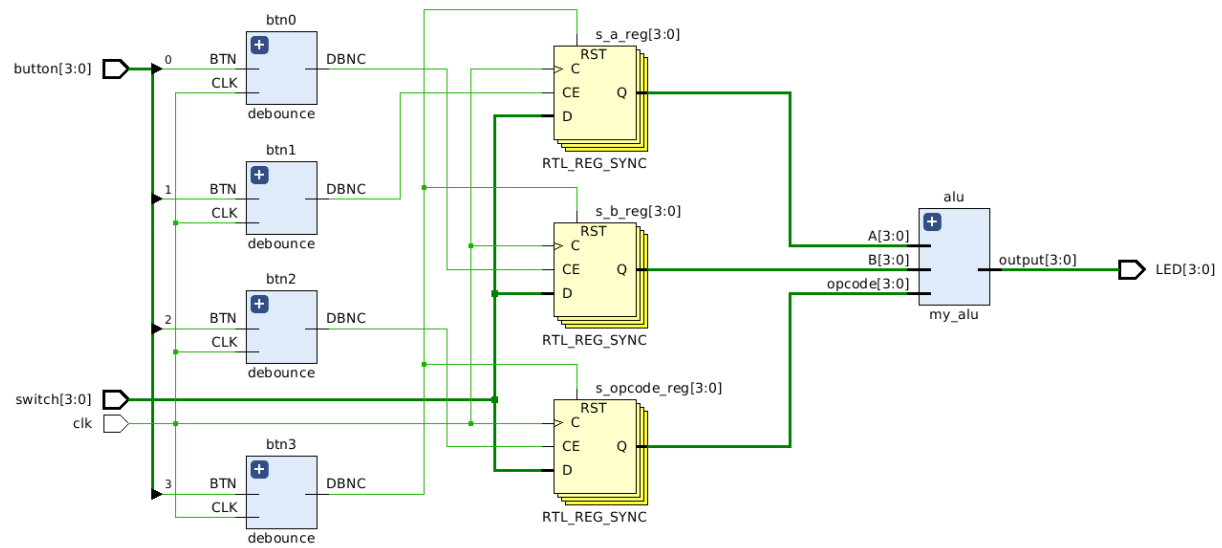 button[3:0]
0
btn0
BTN
CLK
DBNC
debounce
1
btn1
BTN
CLK
DBNC
debounce
2
btn2
BTN
CLK
DBNC
debounce
switch[3:0]
clk
3
btn3
BTN
CLK
DBNC
debounce
s_a_reg[3:0]
RST
C
CE
D
Q
RTL_REG_SYNC
s_b_reg[3:0]
RST
C
CE
D
Q
RTL_REG_SYNC
s_opcode_reg[3:0]
RST
C
CE
D
Q
RTL_REG_SYNC
alu
A[3:0]
B[3:0]
opcode[3:0]
output[3:0]
my_alu
LED[3:0]